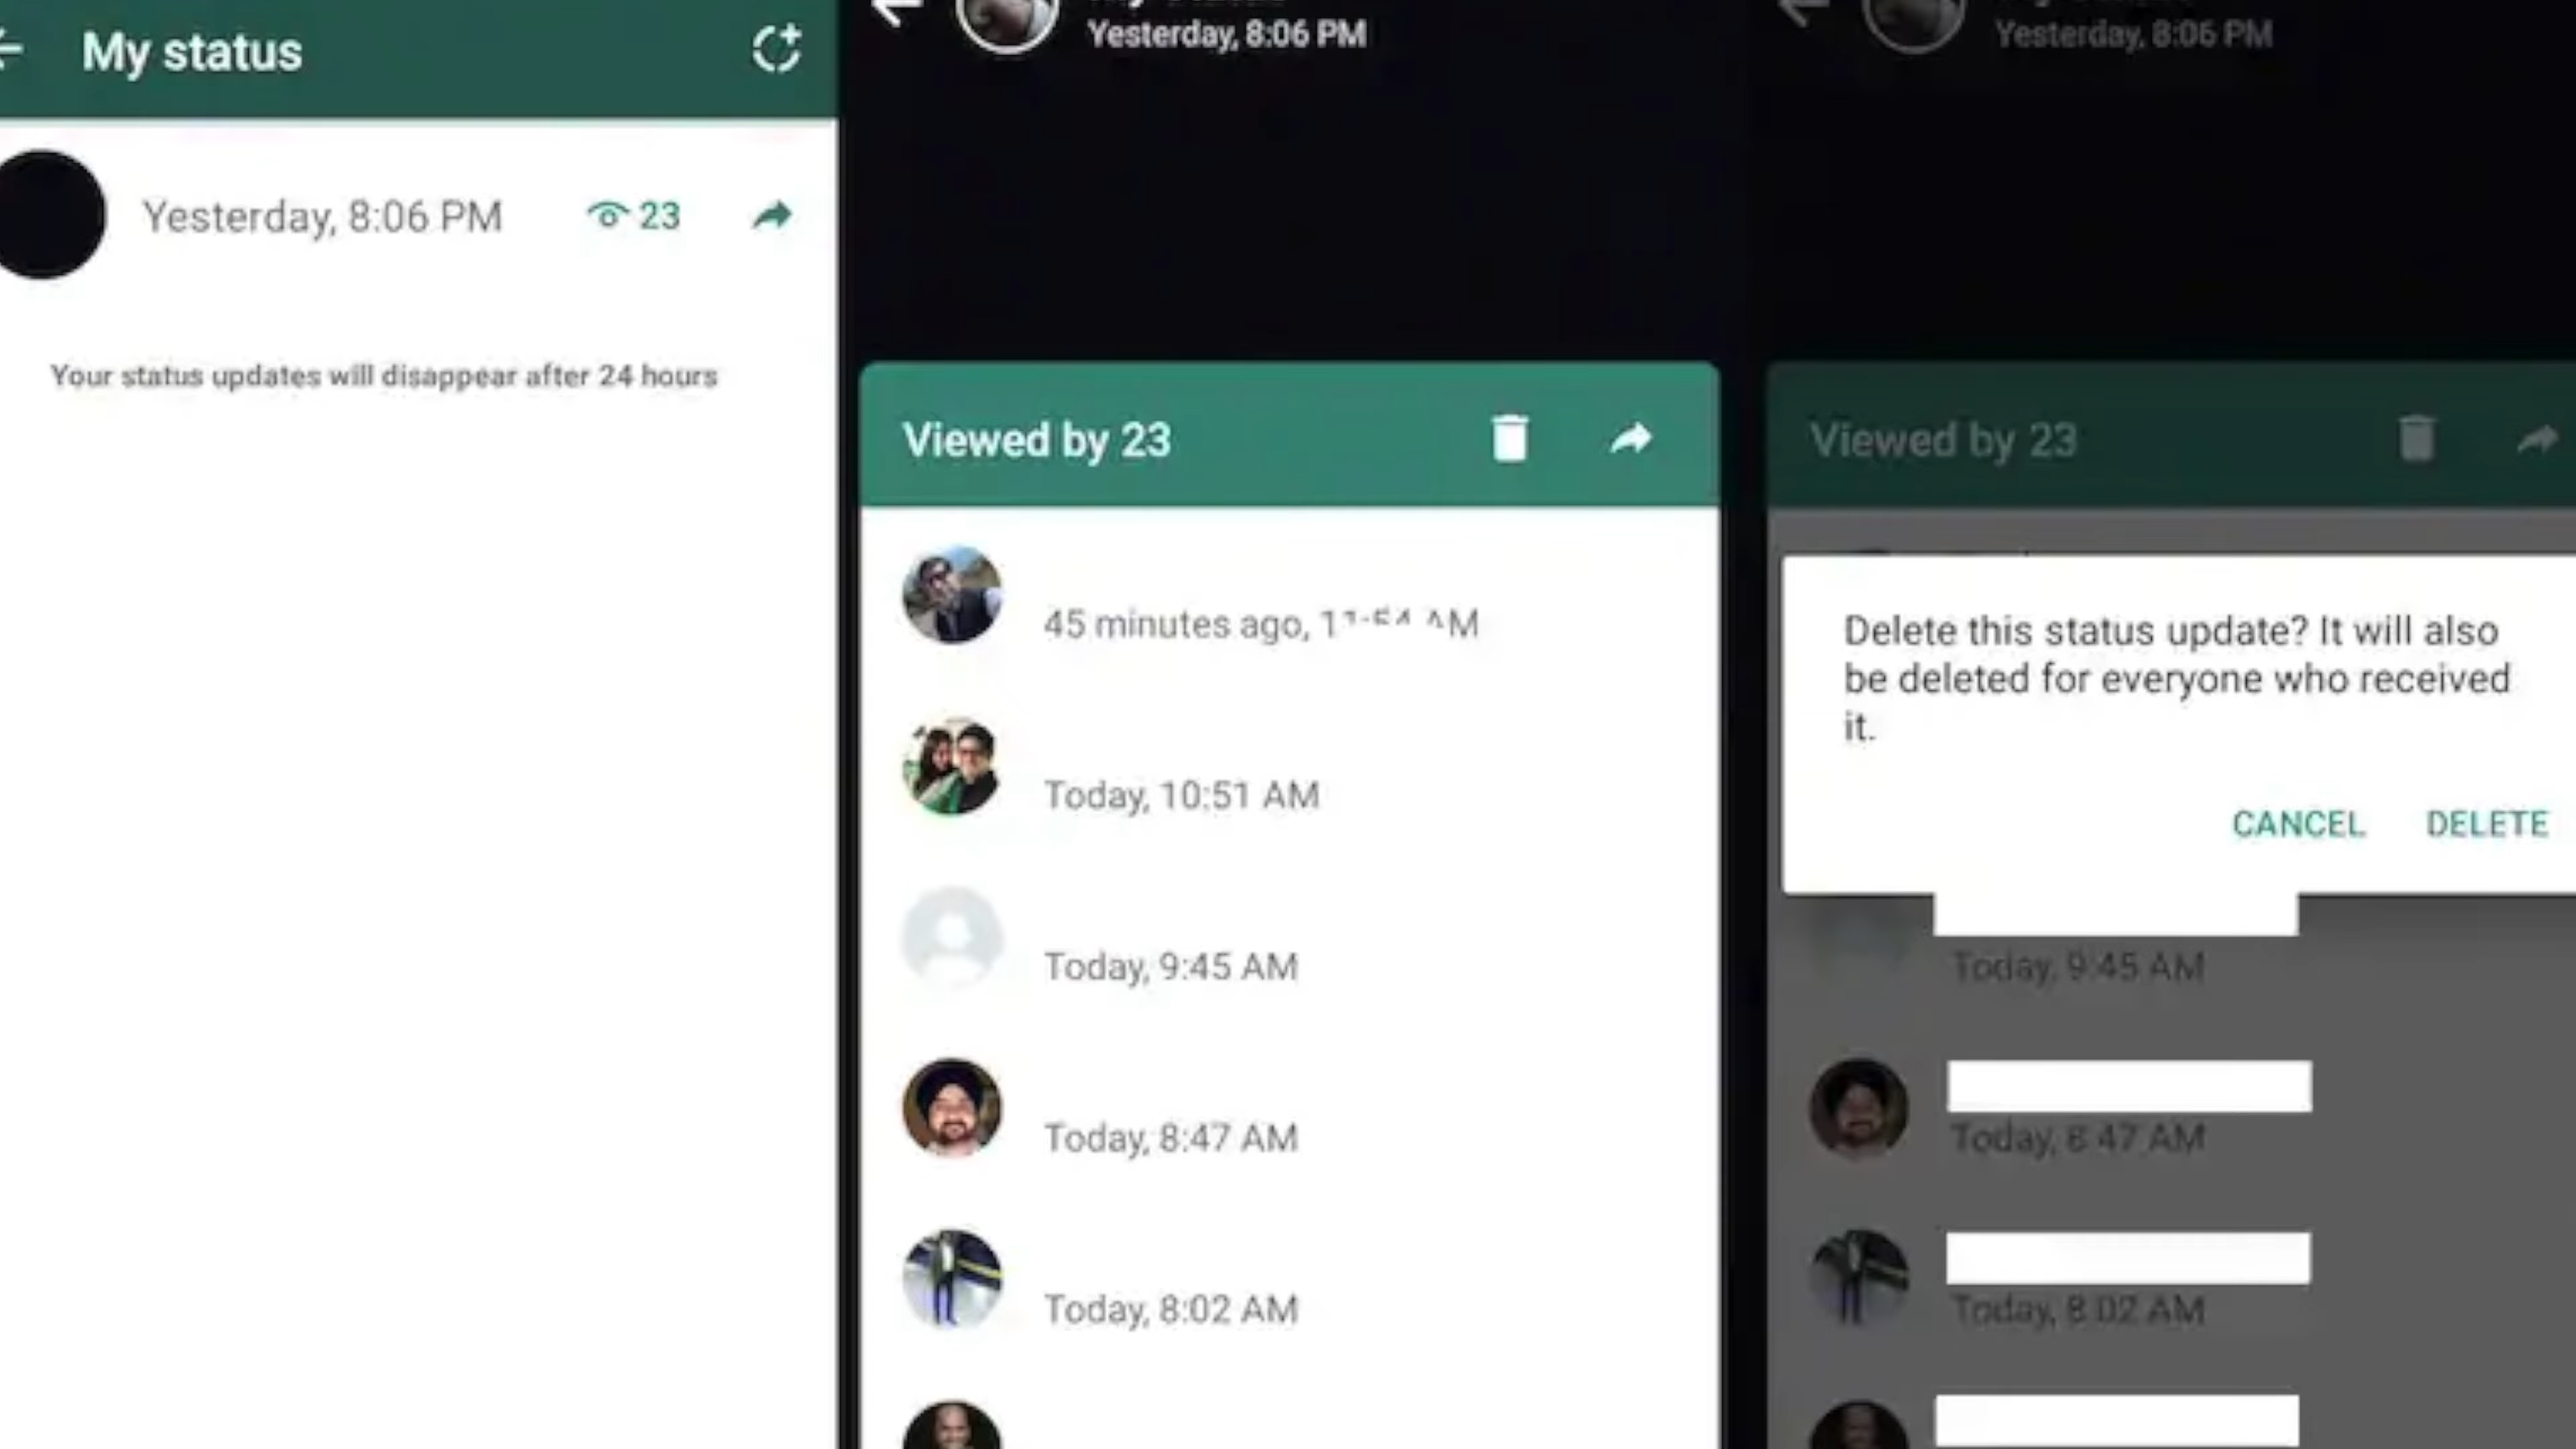 My status
Yesterday, 8:06 PM
23
Your status updates will disappear after 24 hours
Yesterday, 8:06 PM
Viewed by 23
45 minutes ago,
Today, 10:51 AM
Today, 9:45 AM
Today, 8:47 AM
Today, 8:02 AM
Yesterday, 8:06 PM
Viewed by 23
Delete this status update? It will also
be deleted for everyone who received
it.
CANCEL DELETE
Today, 9:45 AM
Today, 8:47 AM
Today, 8:02 AM